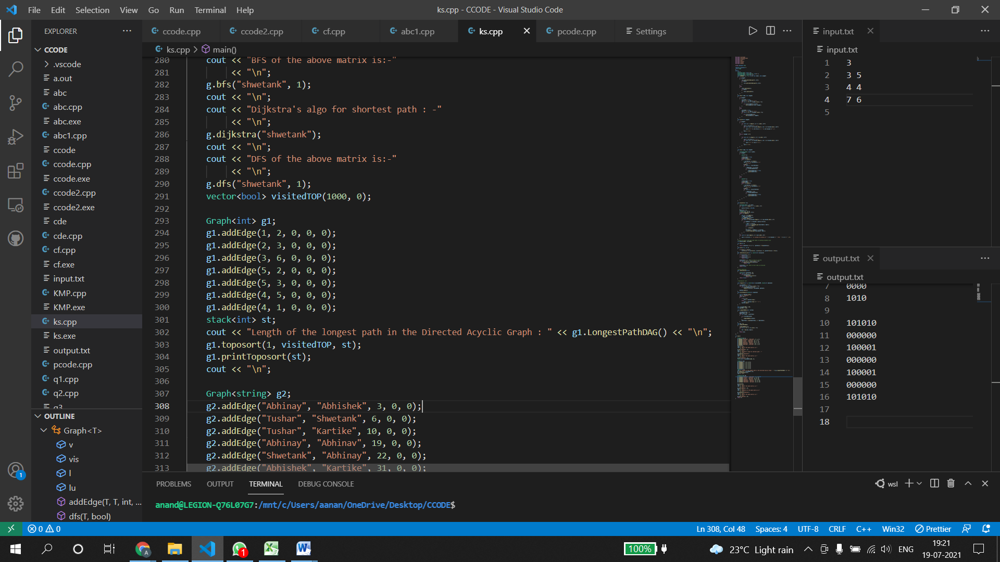 File Edit Selection View Go Run Terminal Help
ks.cpp - CCODE - Visual Studio Code
EXPLORER
CCODE
.vscode
a.out
abc
abc.cpp
abc.exe
abc1.cpp
ccode
ccode.cpp
ccode.exe
ccode2.cpp
ccode2.exe
cde
cde.cpp
cf.cpp
cf.exe
input.txt
KMP.cpp
KMP.exe
ks.cpp
ks.exe
output.txt
pcode.cpp
q1.cpp
q2.cpp
q3
OUTLINE
Graph<T>
v
vis
l
lu
addEdge(T, T, int, ...
dfs(T, bool)
ccode.cpp ccode2.cpp cf.cpp abc1.cpp ks.cpp pcode.cpp Settings
ks.cpp > main()
280 cout << "BFS of the above matrix is:-"
281 << "\n";
282 g.bfs("shwetank", 1);
283 cout << "\n";
284 cout << "Dijkstra's algo for shortest path : -"
285 << "\n";
286 g.dijkstra("shwetank");
287 cout << "\n";
288 cout << "DFS of the above matrix is:-"
289 << "\n";
290 g.dfs("shwetank", 1);
291 vector<bool> visitedTOP(1000, 0);
292
293 Graph<int> g1;
294 g1.addEdge(1, 2, 0, 0, 0);
295 g1.addEdge(2, 3, 0, 0, 0);
296 g1.addEdge(3, 6, 0, 0, 0);
297 g1.addEdge(5, 2, 0, 0, 0);
298 g1.addEdge(5, 3, 0, 0, 0);
299 g1.addEdge(4, 5, 0, 0, 0);
300 g1.addEdge(4, 1, 0, 0, 0);
301 stack<int> st;
302 cout << "Length of the longest path in the Directed Acyclic Graph : " << g1.LongestPathDAG() << "\n";
303 g1.toposort(1, visitedTOP, st);
304 g1.printToposort(st);
305 cout << "\n";
306
307 Graph<string> g2;
308 g2.addEdge("Abhinay", "Abhishek", 3, 0, 0);
309 g2.addEdge("Tushar", "Shwetank", 6, 0, 0);
310 g2.addEdge("Tushar", "Kartike", 10, 0, 0);
311 g2.addEdge("Abhinay", "Abhinav", 19, 0, 0);
312 g2.addEdge("Shwetank", "Abhinay", 22, 0, 0);
313 g2.addEdge("Abhishek", "Kartike", 31, 0, 0);
input.txt
input.txt
1 3
2 3 5
3 4 4
4 7 6
5
output.txt
output.txt
7 0000
8 1010
9
10 101010
11 000000
12 100001
13 000000
14 100001
15 000000
16 101010
17
18
PROBLEMS OUTPUT TERMINAL DEBUG CONSOLE
wsl
anand@LEGION-Q76L07G7:/mnt/c/Users/aanan/OneDrive/Desktop/CCODE$
1
0 0
Ln 308, Col 48 Spaces: 4 UTF-8 CRLF C++ Win32 Prettier
A
1
100%
23°C Light rain
ENG
19:21
19-07-2021